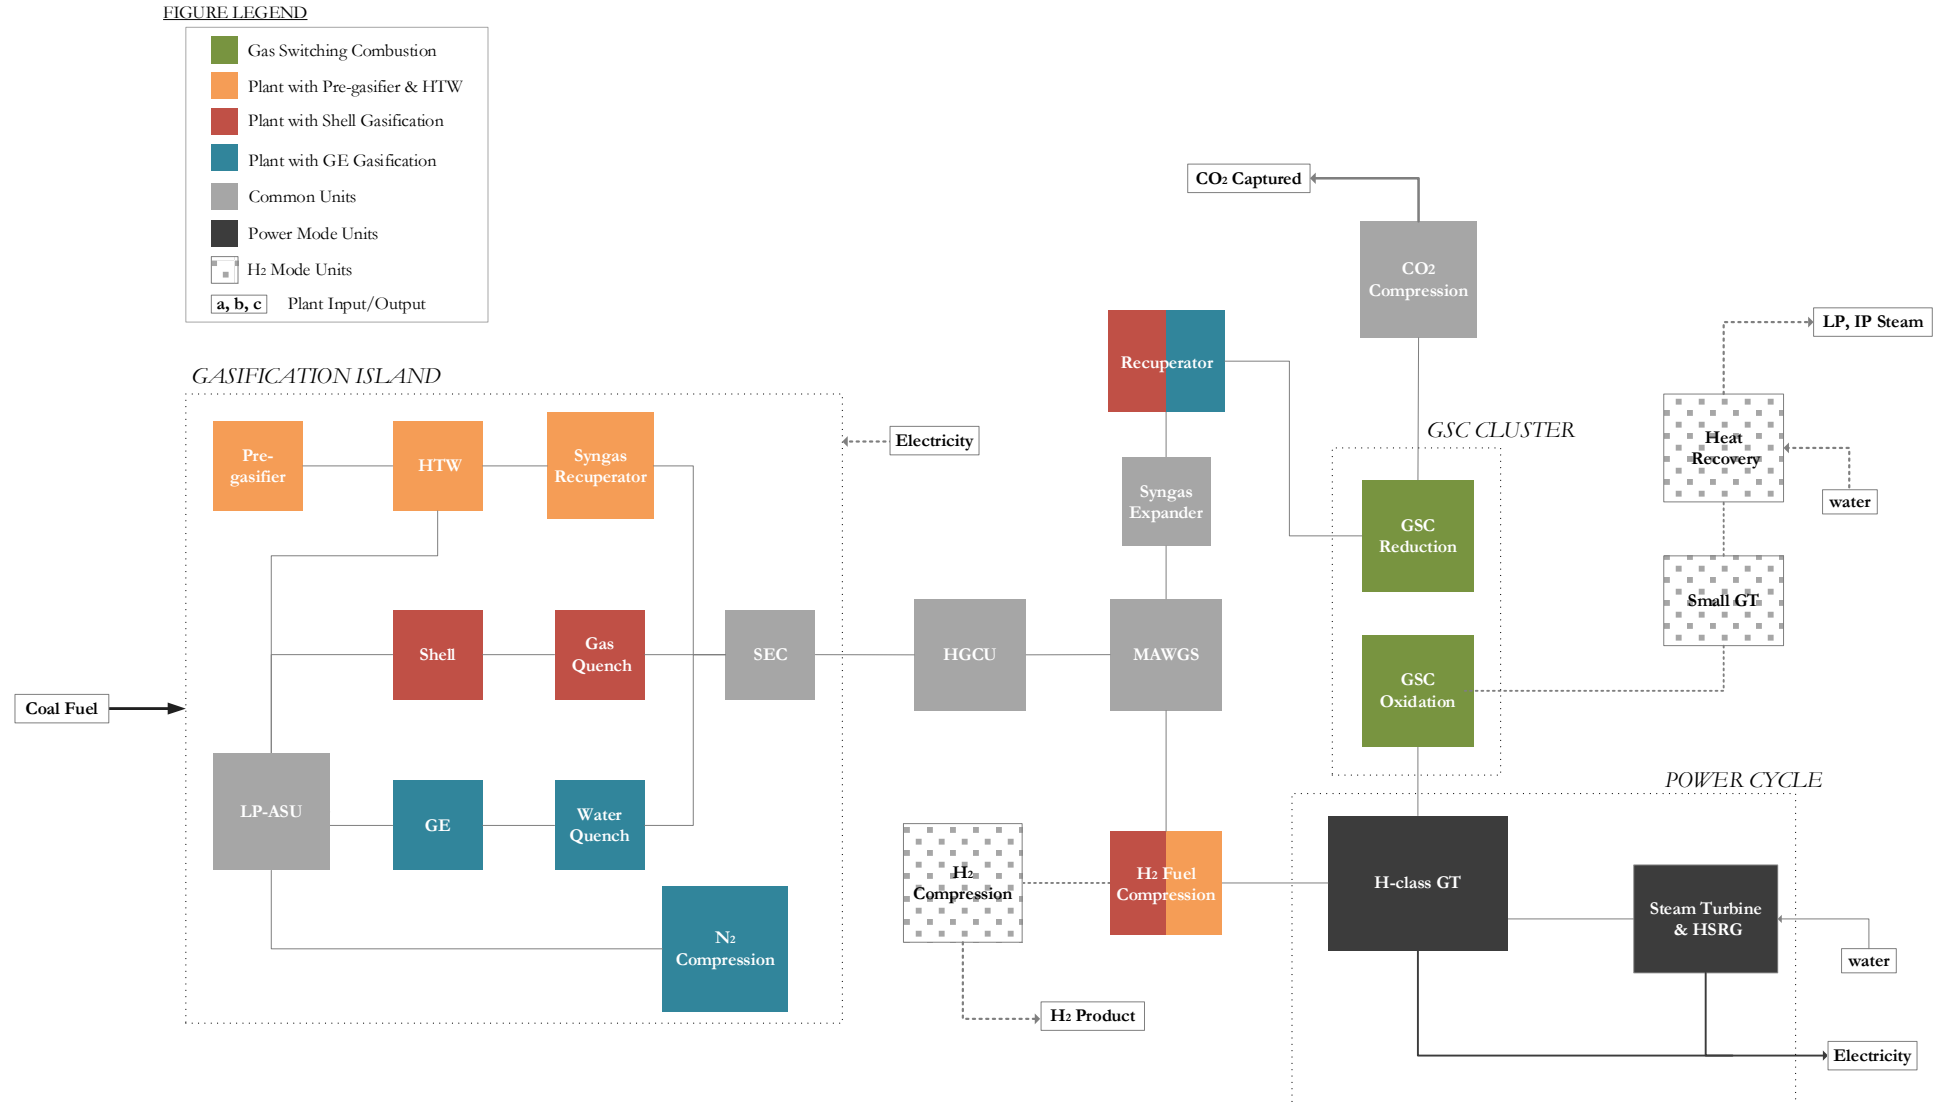 FIGURE LEGEND
Gas Switching Combustion
Plant with Pre-gasifier & HTW
Plant with Shell Gasification
Plant with GE Gasification
Common Units
Power Mode Units
H2 Mode Units
a, b, c Plant Input/Output
CO2 Captured
CO2
Compression
LP, IP Steam
Recuperator
GASIFICATION ISLAND
Pre-
gasifier
HTW
Syngas
Recuperator
Electricity
GSC CLUSTER
Heat
Recovery
water
Syngas
Expander
GSC
Reduction
Small GT
Shell
Gas
Quench
SEC
HGCU
MAWGS
GSC
Oxidation
Coal Fuel
LP-ASU
GE
Water
Quench
POWER CYCLE
H2
Compression
H2 Fuel
Compression
H-class GT
Steam Turbine
& HSRG
water
N2
Compression
H2 Product
Electricity